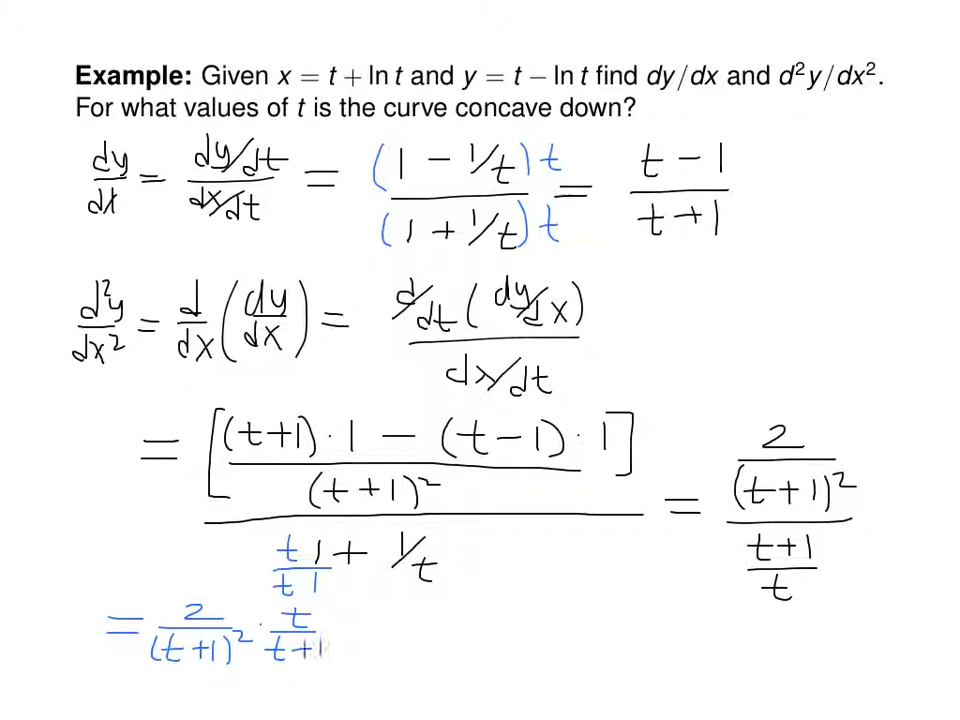 Example: Given x = t + ln t and y = t − ln t find dy/dx and d²y/dx².
For what values of t is the curve concave down?
dy/dx = (dy/dt)/(dx/dt) = ((1 − 1/t)t)/((1 + 1/t)t) = (t − 1)/(t + 1)
d²y/dx² = d/dx (dy/dx) = (d/dt (dy/dx))/(dx/dt)
= [((t+1)·1 − (t−1)·1)/(t+1)²]/(t/t 1/1 + 1/t) = (2/(t+1)²)/((t+1)/t)
= 2/(t+1)² · t/(t+1